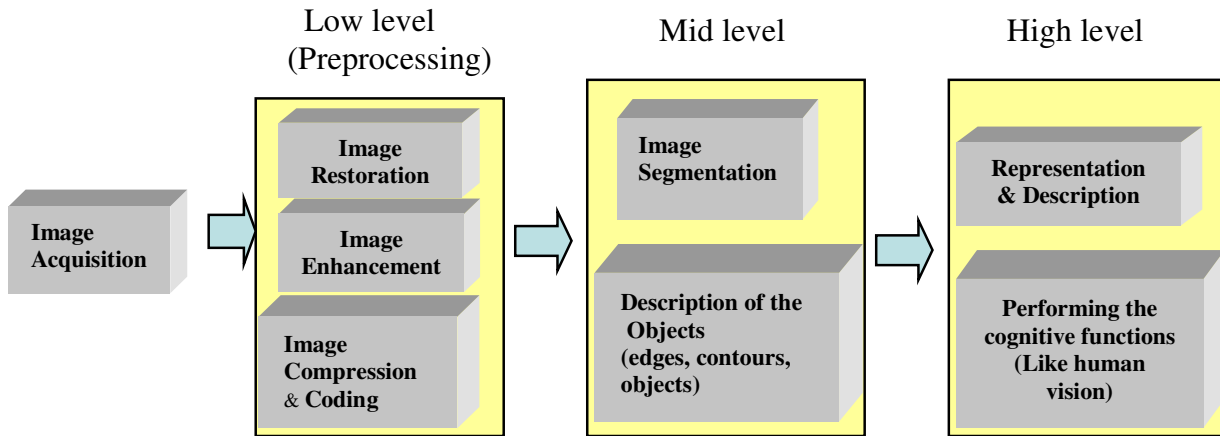 Low level
(Preprocessing)
Mid level
High level
Image
Acquisition
Image
Restoration
Image
Enhancement
Image
Compression
& Coding
Image
Segmentation
Description of the
Objects
(edges, contours,
objects)
Representation
& Description
Performing the
cognitive functions
(Like human
vision)